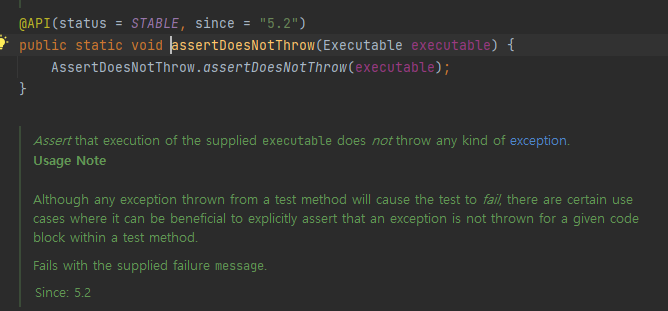 @API(status = STABLE, since = "5.2")
public static void assertDoesNotThrow(Executable executable) {
AssertDoesNotThrow.assertDoesNotThrow(executable);
}
Assert that execution of the supplied executable does not throw any kind of exception.
Usage Note
Although any exception thrown from a test method will cause the test to fail, there are certain use
cases where it can be beneficial to explicitly assert that an exception is not thrown for a given code
block within a test method.
Fails with the supplied failure message.
Since: 5.2